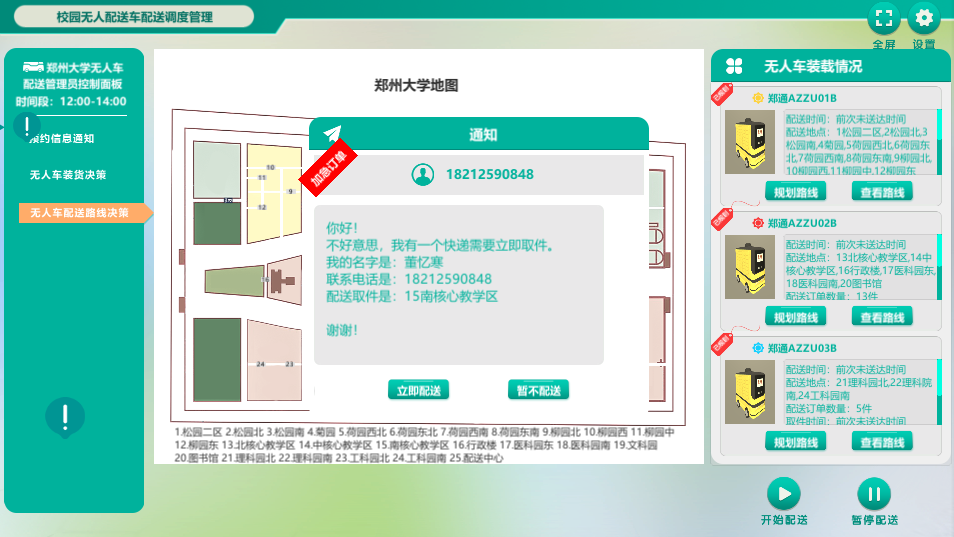 校园无人配送车配送调度管理
全屏 设置
郑州大学无人车
配送管理员控制面板
时间段：12:00-14:00
预约信息通知
无人车装货决策
无人车配送路线决策
郑州大学地图
10
11
9
12
24
23
通知
加急订单
18212590848
你好！
不好意思，我有一个快递需要立即取件。
我的名字是：董忆寒
联系电话是：18212590848
配送取件是：15南核心教学区
谢谢！
立即配送 暂不配送
1.松园二区 2.松园北 3.松园南 4.菊园 5.荷园西北 6.荷园东北 7.荷园西南 8.荷园东南 9.柳园北 10.柳园西 11.柳园中
12.柳园东 13.北核心教学区 14.中核心教学区 15.南核心教学区 16.行政楼 17.医科园东 18.医科园南 19.文科园
20.图书馆 21.理科园北 22.理科园南 23.工科园北 24.工科园南 25.配送中心
无人车装载情况
已规划
郑通AZZU01B
配送时间：前次未送达时间
配送地点：1松园二区,2松园北,3
松园南,4菊园,5荷园西北,6荷园东
北,7荷园西南,8荷园东南,9柳园北,
10柳园西,11柳园中,12柳园东
规划路线 查看路线
已规划
郑通AZZU02B
配送时间：前次未送达时间
配送地点：13北核心教学区,14中
核心教学区,16行政楼,17医科园东,
18医科园南,20图书馆
配送订单数量：13件
规划路线 查看路线
已规划
郑通AZZU03B
配送时间：前次未送达时间
配送地点：21理科园北,22理科院
南,24工科园南
配送订单数量：5件
取件时间：前次未送达时间
规划路线 查看路线
开始配送 暂停配送